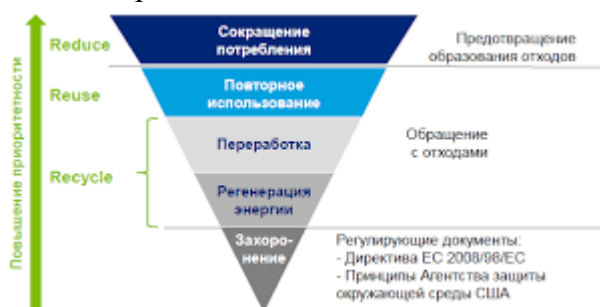 Повышение приоритетности
Reduce
Сокращение
потребления
Предотвращение
образования отходов
Reuse
Повторное
использование
Recycle
Переработка
Обращение
с отходами
Регенерация
энергии
Захоро-
нение
Регулирующие документы:
- Директива ЕС 2008/98/ЕС
- Принципы Агентства защиты
окружающей среды США